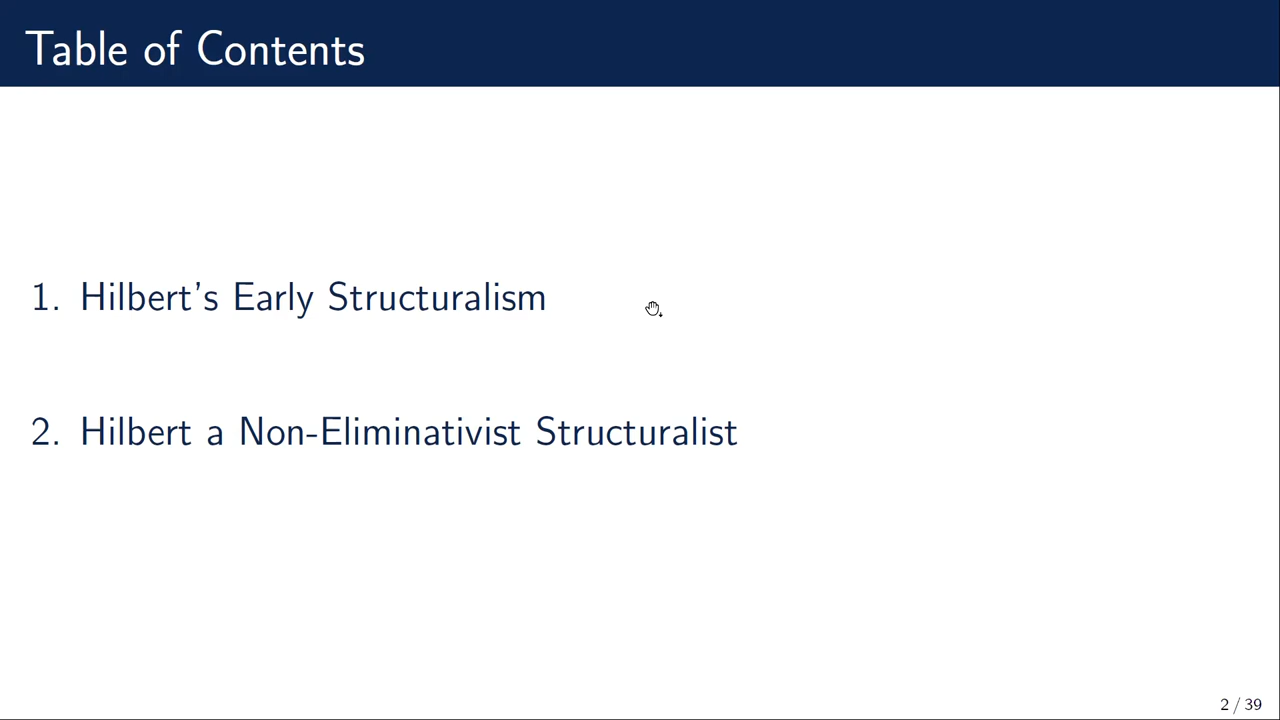 Table of Contents
1. Hilbert's Early Structuralism
2. Hilbert a Non-Eliminativist Structuralist
2 / 39